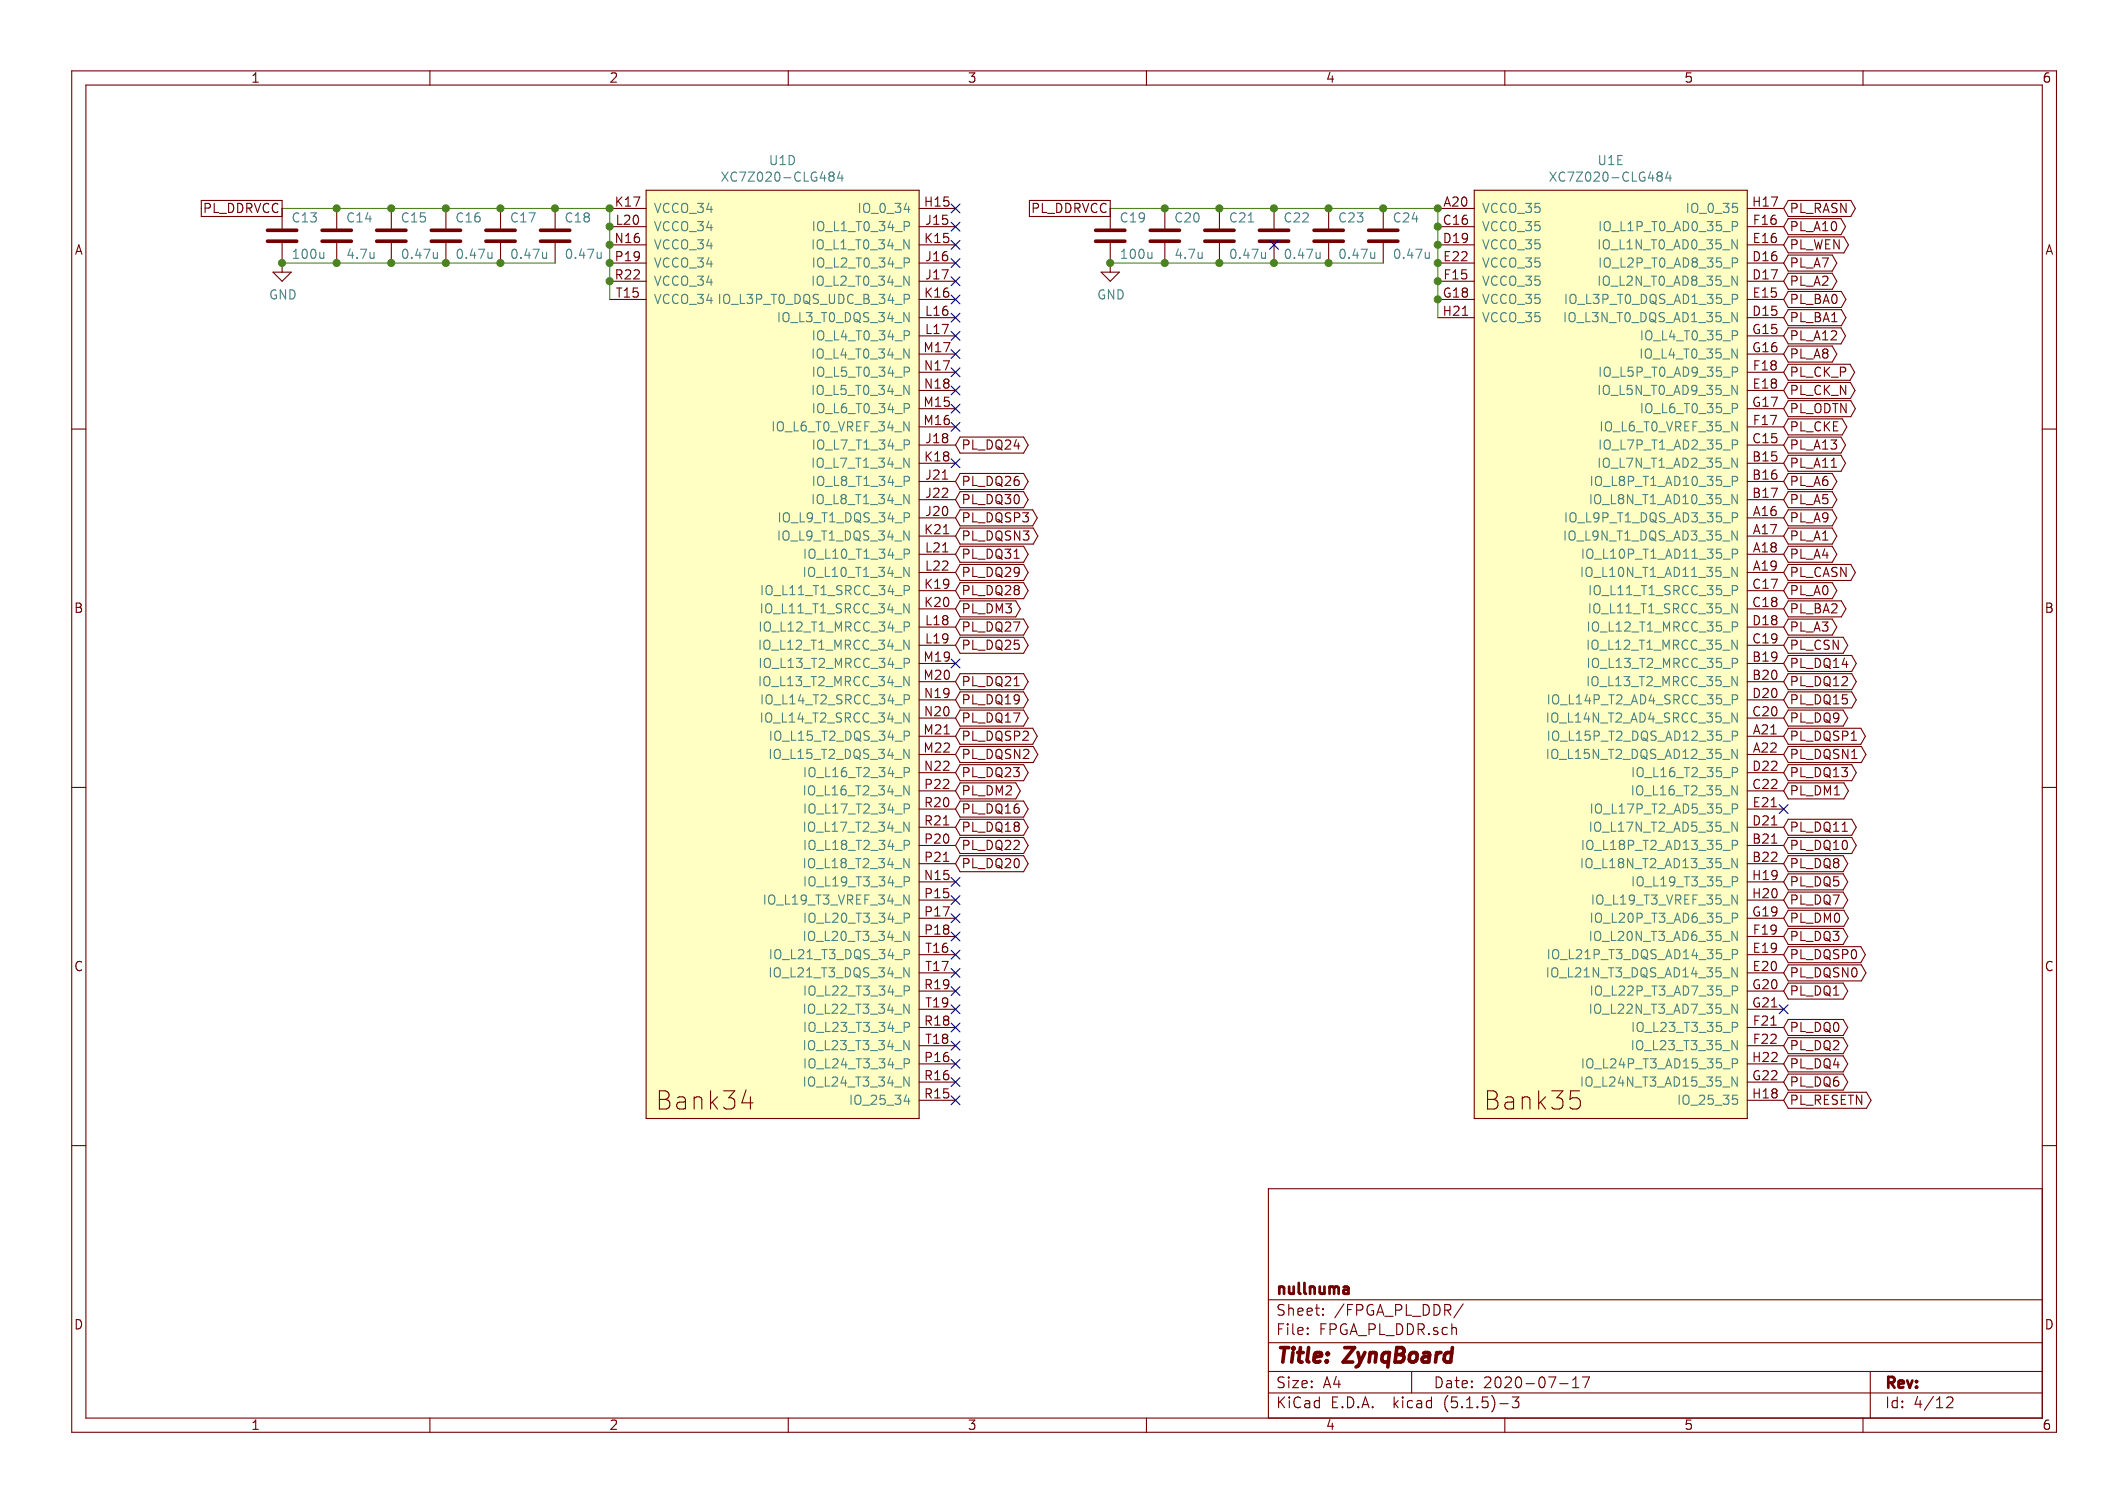 1 2 3 4 5 6
A
B
C
D
U1D
XC7Z020-CLG484
PL_DDRVCC
C13 C14 C15 C16 C17 C18
100u 4.7u 0.47u 0.47u 0.47u 0.47u
GND
K17 VCCO_34
L20 VCCO_34
N16 VCCO_34
P19 VCCO_34
R22 VCCO_34
T15 VCCO_34
IO_0_34 H15
IO_L1_T0_34_P J15
IO_L1_T0_34_N K15
IO_L2_T0_34_P J16
IO_L2_T0_34_N J17
IO_L3P_T0_DQS_UDC_B_34_P K16
IO_L3_T0_DQS_34_N L16
IO_L4_T0_34_P L17
IO_L4_T0_34_N M17
IO_L5_T0_34_P N17
IO_L5_T0_34_N N18
IO_L6_T0_34_P M15
IO_L6_T0_VREF_34_N M16
IO_L7_T1_34_P J18 PL_DQ24
IO_L7_T1_34_N K18
IO_L8_T1_34_P J21 PL_DQ26
IO_L8_T1_34_N J22 PL_DQ30
IO_L9_T1_DQS_34_P J20 PL_DQSP3
IO_L9_T1_DQS_34_N K21 PL_DQSN3
IO_L10_T1_34_P L21 PL_DQ31
IO_L10_T1_34_N L22 PL_DQ29
IO_L11_T1_SRCC_34_P K19 PL_DQ28
IO_L11_T1_SRCC_34_N K20 PL_DM3
IO_L12_T1_MRCC_34_P L18 PL_DQ27
IO_L12_T1_MRCC_34_N L19 PL_DQ25
IO_L13_T2_MRCC_34_P M19
IO_L13_T2_MRCC_34_N M20 PL_DQ21
IO_L14_T2_SRCC_34_P N19 PL_DQ19
IO_L14_T2_SRCC_34_N N20 PL_DQ17
IO_L15_T2_DQS_34_P M21 PL_DQSP2
IO_L15_T2_DQS_34_N M22 PL_DQSN2
IO_L16_T2_34_P N22 PL_DQ23
IO_L16_T2_34_N P22 PL_DM2
IO_L17_T2_34_P R20 PL_DQ16
IO_L17_T2_34_N R21 PL_DQ18
IO_L18_T2_34_P P20 PL_DQ22
IO_L18_T2_34_N P21 PL_DQ20
IO_L19_T3_34_P N15
IO_L19_T3_VREF_34_N P15
IO_L20_T3_34_P P17
IO_L20_T3_34_N P18
IO_L21_T3_DQS_34_P T16
IO_L21_T3_DQS_34_N T17
IO_L22_T3_34_P R19
IO_L22_T3_34_N T19
IO_L23_T3_34_P R18
IO_L23_T3_34_N T18
IO_L24_T3_34_P P16
IO_L24_T3_34_N R16
IO_25_34 R15
Bank34
U1E
XC7Z020-CLG484
PL_DDRVCC
C19 C20 C21 C22 C23 C24
100u 4.7u 0.47u 0.47u 0.47u 0.47u
GND
A20 VCCO_35
C16 VCCO_35
D19 VCCO_35
E22 VCCO_35
F15 VCCO_35
G18 VCCO_35
H21 VCCO_35
IO_0_35 H17 PL_RASN
IO_L1P_T0_AD0_35_P F16 PL_A10
IO_L1N_T0_AD0_35_N E16 PL_WEN
IO_L2P_T0_AD8_35_P D16 PL_A7
IO_L2N_T0_AD8_35_N D17 PL_A2
IO_L3P_T0_DQS_AD1_35_P E15 PL_BA0
IO_L3N_T0_DQS_AD1_35_N D15 PL_BA1
IO_L4_T0_35_P G15 PL_A12
IO_L4_T0_35_N G16 PL_A8
IO_L5P_T0_AD9_35_P F18 PL_CK_P
IO_L5N_T0_AD9_35_N E18 PL_CK_N
IO_L6_T0_35_P G17 PL_ODTN
IO_L6_T0_VREF_35_N F17 PL_CKE
IO_L7P_T1_AD2_35_P C15 PL_A13
IO_L7N_T1_AD2_35_N B15 PL_A11
IO_L8P_T1_AD10_35_P B16 PL_A6
IO_L8N_T1_AD10_35_N B17 PL_A5
IO_L9P_T1_DQS_AD3_35_P A16 PL_A9
IO_L9N_T1_DQS_AD3_35_N A17 PL_A1
IO_L10P_T1_AD11_35_P A18 PL_A4
IO_L10N_T1_AD11_35_N A19 PL_CASN
IO_L11_T1_SRCC_35_P C17 PL_A0
IO_L11_T1_SRCC_35_N C18 PL_BA2
IO_L12_T1_MRCC_35_P D18 PL_A3
IO_L12_T1_MRCC_35_N C19 PL_CSN
IO_L13_T2_MRCC_35_P B19 PL_DQ14
IO_L13_T2_MRCC_35_N B20 PL_DQ12
IO_L14P_T2_AD4_SRCC_35_P D20 PL_DQ15
IO_L14N_T2_AD4_SRCC_35_N C20 PL_DQ9
IO_L15P_T2_DQS_AD12_35_P A21 PL_DQSP1
IO_L15N_T2_DQS_AD12_35_N A22 PL_DQSN1
IO_L16_T2_35_P D22 PL_DQ13
IO_L16_T2_35_N C22 PL_DM1
IO_L17P_T2_AD5_35_P E21
IO_L17N_T2_AD5_35_N D21 PL_DQ11
IO_L18P_T2_AD13_35_P B21 PL_DQ10
IO_L18N_T2_AD13_35_N B22 PL_DQ8
IO_L19_T3_35_P H19 PL_DQ5
IO_L19_T3_VREF_35_N H20 PL_DQ7
IO_L20P_T3_AD6_35_P G19 PL_DM0
IO_L20N_T3_AD6_35_N F19 PL_DQ3
IO_L21P_T3_DQS_AD14_35_P E19 PL_DQSP0
IO_L21N_T3_DQS_AD14_35_N E20 PL_DQSN0
IO_L22P_T3_AD7_35_P G20 PL_DQ1
IO_L22N_T3_AD7_35_N G21
IO_L23_T3_35_P F21 PL_DQ0
IO_L23_T3_35_N F22 PL_DQ2
IO_L24P_T3_AD15_35_P H22 PL_DQ4
IO_L24N_T3_AD15_35_N G22 PL_DQ6
IO_25_35 H18 PL_RESETN
Bank35
A
B
C
D
nullnuma
Sheet: /FPGA_PL_DDR/
File: FPGA_PL_DDR.sch
Title: ZynqBoard
Size: A4 Date: 2020-07-17 Rev:
KiCad E.D.A. kicad (5.1.5)-3 Id: 4/12
1 2 3 4 5 6